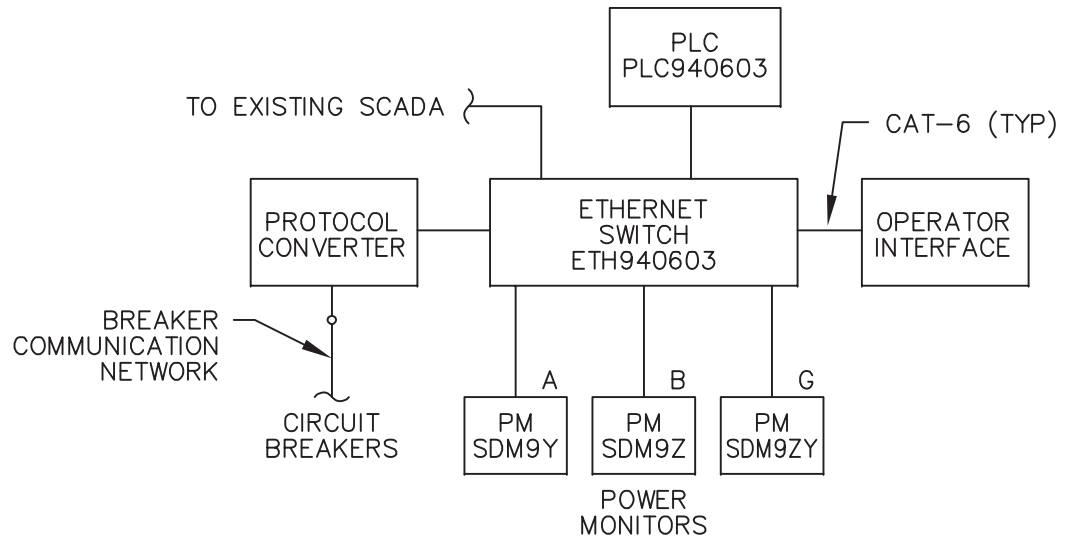 PLC
PLC940603
TO EXISTING SCADA
CAT-6 (TYP)
PROTOCOL
CONVERTER
ETHERNET
SWITCH
ETH940603
OPERATOR
INTERFACE
BREAKER
COMMUNICATION
NETWORK
CIRCUIT
BREAKERS
A
B
G
PM
SDM9Y
PM
SDM9Z
PM
SDM9ZY
POWER
MONITORS